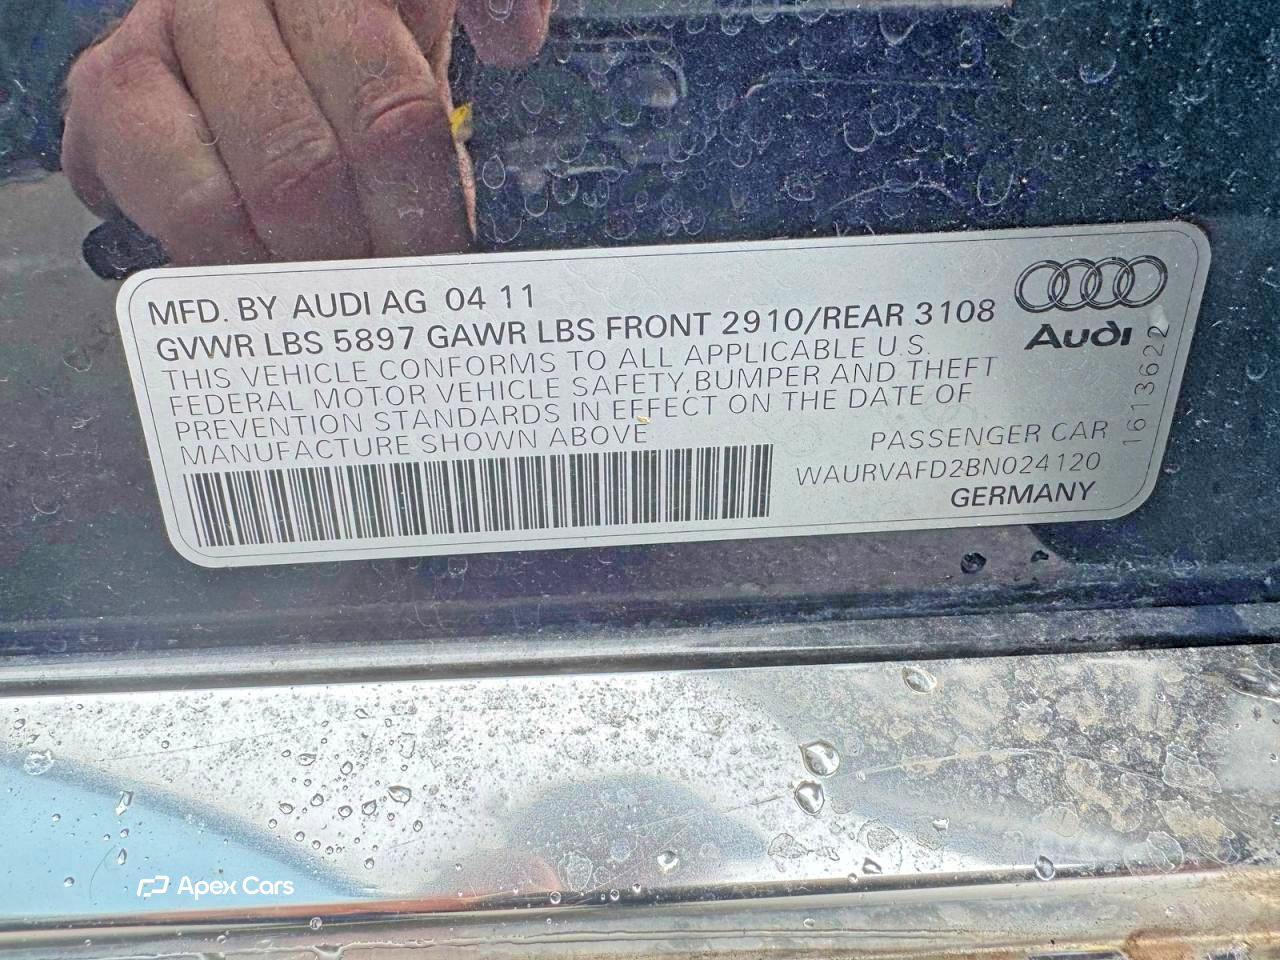 MFD. BY AUDI AG 04 11
GVWR LBS 5897 GAWR LBS FRONT 2910/REAR 3108
THIS VEHICLE CONFORMS TO ALL APPLICABLE U.S.
FEDERAL MOTOR VEHICLE SAFETY, BUMPER AND THEFT
PREVENTION STANDARDS IN EFFECT ON THE DATE OF
MANUFACTURE SHOWN ABOVE
Audi
PASSENGER CAR
WAURVAFD2BN024120
GERMANY
1613622
Apex Cars